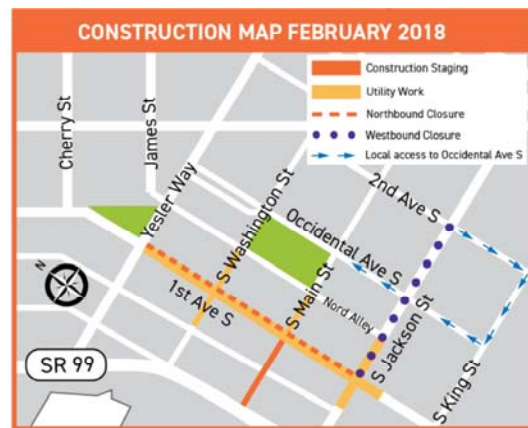 CONSTRUCTION MAP FEBRUARY 2018
Construction Staging
Utility Work
Northbound Closure
Westbound Closure
Local access to Occidental Ave S
Cherry St
James St
Yesler Way
S Washington St
2nd Ave S
Occidental Ave S
1st Ave S
S Main St
Nord Alley
S Jackson St
S King St
N
SR 99